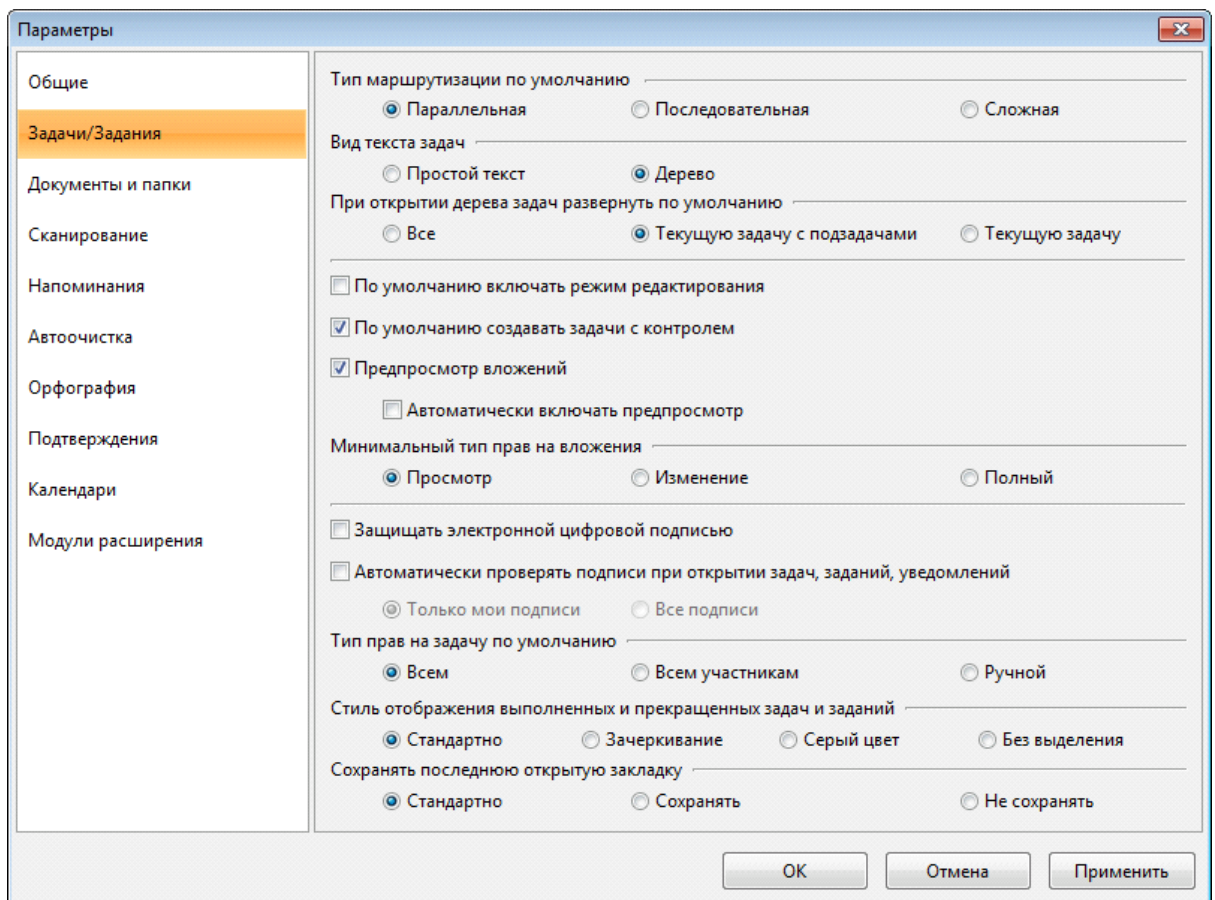 Параметры
Общие
Задачи/Задания
Документы и папки
Сканирование
Напоминания
Автоочистка
Орфография
Подтверждения
Календари
Модули расширения
Тип маршрутизации по умолчанию
Параллельная Последовательная Сложная
Вид текста задач
Простой текст Дерево
При открытии дерева задач развернуть по умолчанию
Все Текущую задачу с подзадачами Текущую задачу
По умолчанию включать режим редактирования
По умолчанию создавать задачи с контролем
Предпросмотр вложений
Автоматически включать предпросмотр
Минимальный тип прав на вложения
Просмотр Изменение Полный
Защищать электронной цифровой подписью
Автоматически проверять подписи при открытии задач, заданий, уведомлений
Только мои подписи Все подписи
Тип прав на задачу по умолчанию
Всем Всем участникам Ручной
Стиль отображения выполненных и прекращенных задач и заданий
Стандартно Зачеркивание Серый цвет Без выделения
Сохранять последнюю открытую закладку
Стандартно Сохранять Не сохранять
ОК Отмена Применить